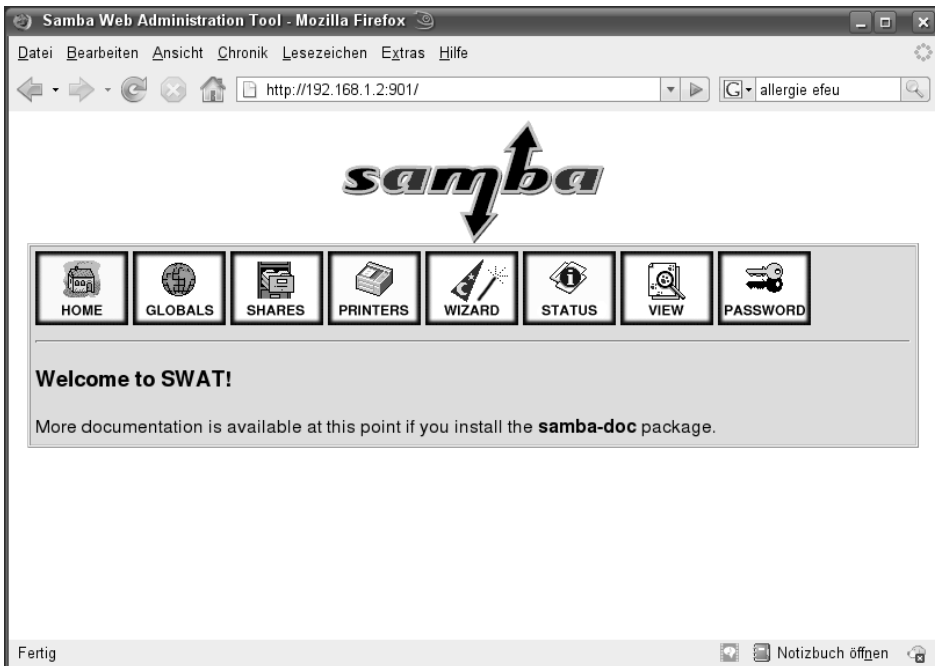 Samba Web Administration Tool - Mozilla Firefox
Datei Bearbeiten Ansicht Chronik Lesezeichen Extras Hilfe
http://192.168.1.2:901/ G allergie efeu
samba
HOME GLOBALS SHARES PRINTERS WIZARD STATUS VIEW PASSWORD
Welcome to SWAT!
More documentation is available at this point if you install the samba-doc package.
Fertig Notizbuch öffnen